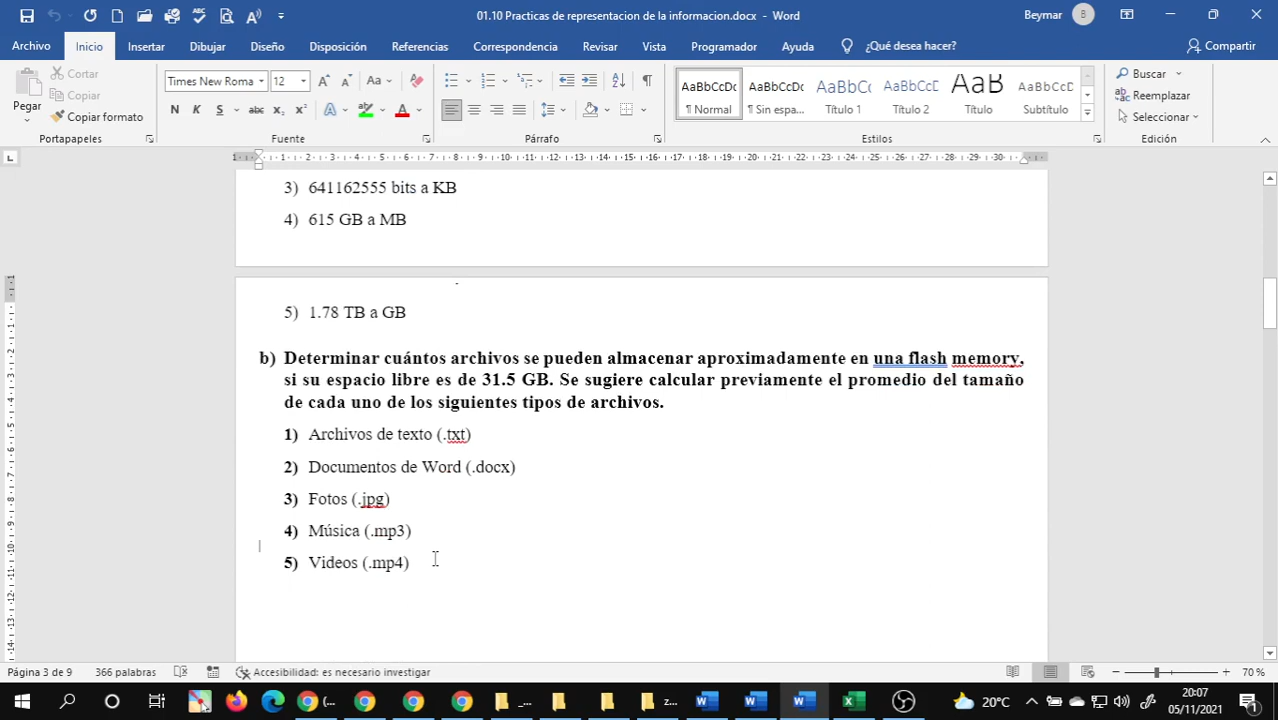 01.10 Practicas de representacion de la informacion.docx - Word
Beymar
B
Archivo
Inicio
Insertar
Dibujar
Diseño
Disposición
Referencias
Correspondencia
Revisar
Vista
Programador
Ayuda
¿Qué desea hacer?
Compartir
Pegar
Cortar
Copiar
Copiar formato
Portapapeles
Times New Roma
12
N K S abc x₂ x²
Aa
Fuente
Párrafo
AaBbCcDc
¶ Normal
AaBbCcDc
¶ Sin espa...
AaBbCc
Título 1
AaBbCcD
Título 2
AaB
Título
AaBbCcD
Subtítulo
Estilos
Buscar
Reemplazar
Seleccionar
Edición
3) 641162555 bits a KB
4) 615 GB a MB
5) 1.78 TB a GB
b) Determinar cuántos archivos se pueden almacenar aproximadamente en una flash memory,
si su espacio libre es de 31.5 GB. Se sugiere calcular previamente el promedio del tamaño
de cada uno de los siguientes tipos de archivos.
1) Archivos de texto (.txt)
2) Documentos de Word (.docx)
3) Fotos (.jpg)
4) Música (.mp3)
5) Videos (.mp4)
Página 3 de 9
366 palabras
Accesibilidad: es necesario investigar
70 %
(...
_...
z...
20°C
20:07
05/11/2021
1